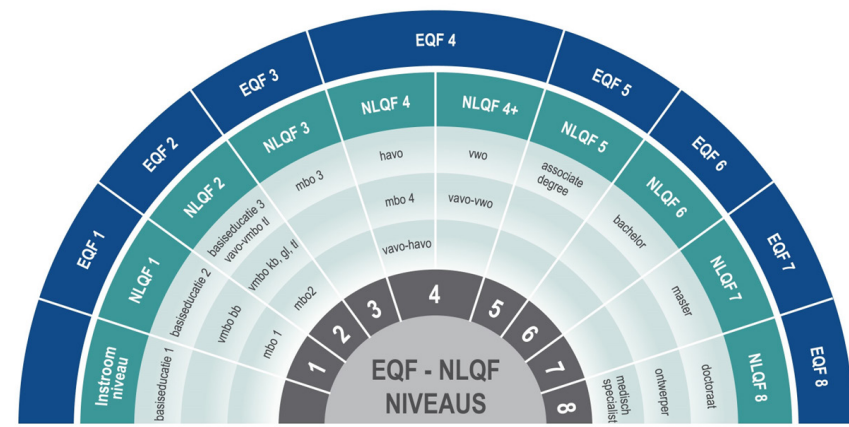 EQF 1
EQF 2
EQF 3
EQF 4
EQF 5
EQF 6
EQF 7
EQF 8
Instroom
niveau
NLQF 1
NLQF 2
NLQF 3
NLQF 4
NLQF 4+
NLQF 5
NLQF 6
NLQF 7
NLQF 8
basiseducatie 1
basiseducatie 2
vmbo bb
mbo 1
basiseducatie 3
vavo-vmbo tl
vmbo kb, gl, tl
mbo2
mbo 3
havo
mbo 4
vavo-havo
vwo
vavo-vwo
associate
degree
bachelor
master
doctoraat
ontwerper
medisch
specialist
1
2
3
4
5
6
7
8
EQF - NLQF
NIVEAUS